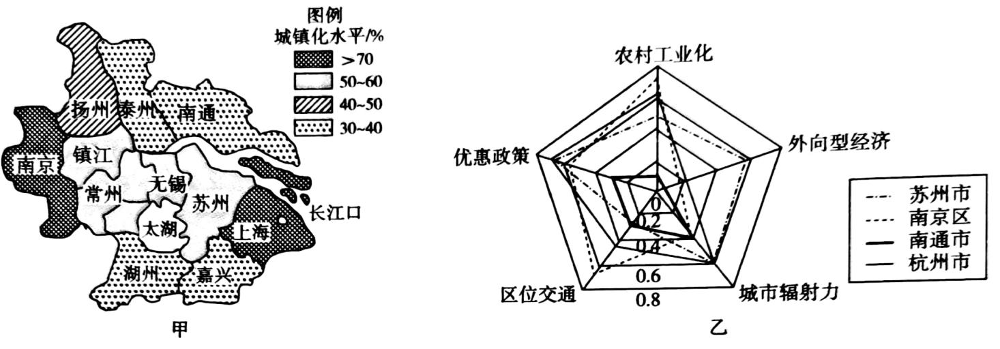 图例
城镇化水平/%
>70
50~60
40~50
30~40
扬州
泰州
南通
南京
镇江
常州
无锡
苏州
太湖
上海
长江口
湖州
嘉兴
甲
农村工业化
外向型经济
优惠政策
区位交通
城市辐射力
0
0.2
0.4
0.6
0.8
苏州市
南京区
南通市
杭州市
乙